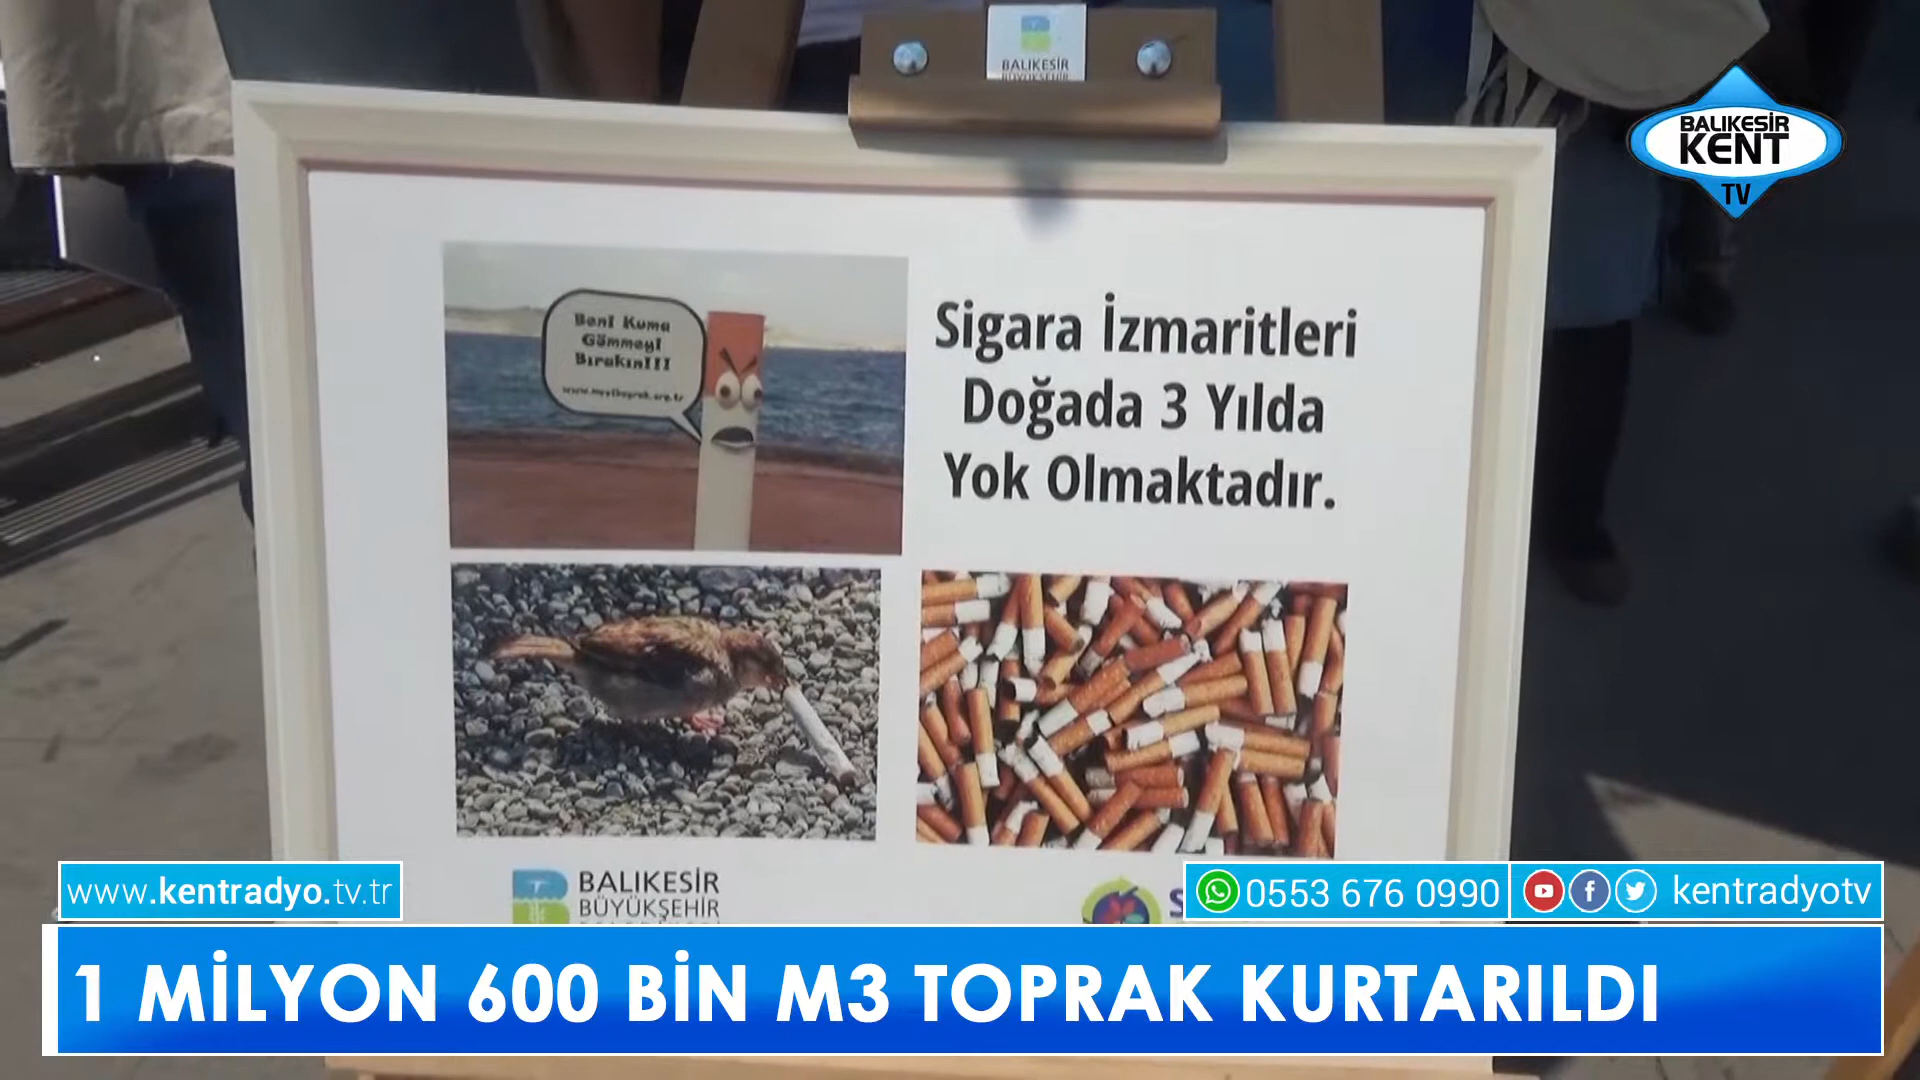 BALIKESİR
BÜYÜKŞEHİR
BALIKESİR
KENT
TV
Benİ Kuma
Gömmeyİ
Bırakın!!!
Sigara İzmaritleri
Doğada 3 Yılda
Yok Olmaktadır.
BALIKESİR
BÜYÜKŞEHİR
www.kentradyo.tv.tr
0553 676 0990
kentradyotv
1 MİLYON 600 BİN M3 TOPRAK KURTARILDI